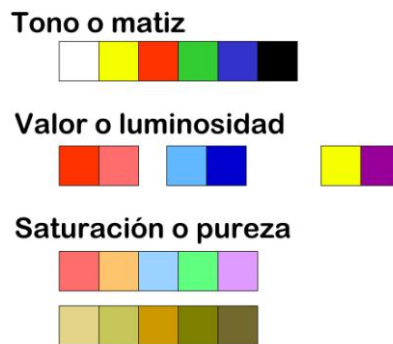 Tono o matiz
Valor o luminosidad
Saturación o pureza